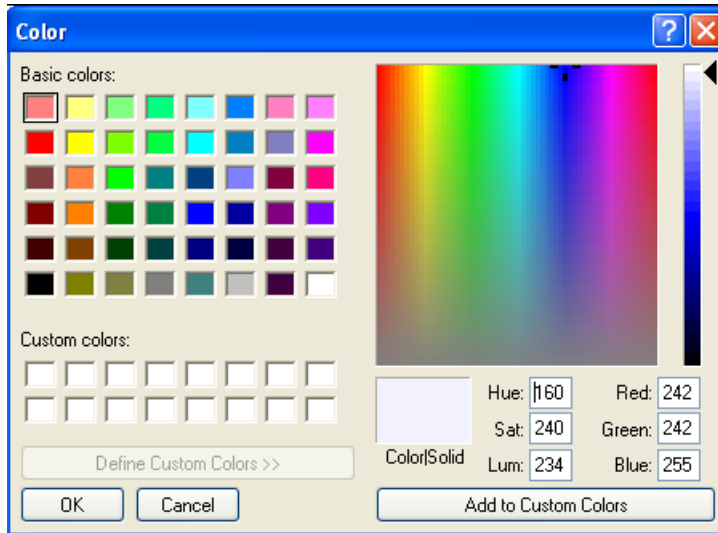 Color
Basic colors:
Custom colors:
Define Custom Colors >>
OK Cancel
Color|Solid
Hue: 160 Red: 242
Sat: 240 Green: 242
Lum: 234 Blue: 255
Add to Custom Colors